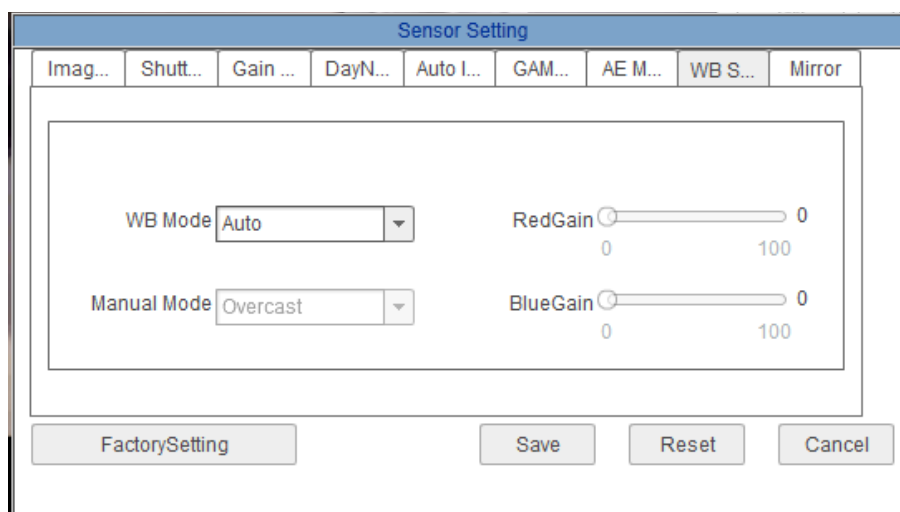 Sensor Setting
Imag... Shutt... Gain ... DayN... Auto I... GAM... AE M... WB S... Mirror
WB Mode Auto RedGain 0
0 100
Manual Mode Overcast BlueGain 0
0 100
FactorySetting Save Reset Cancel